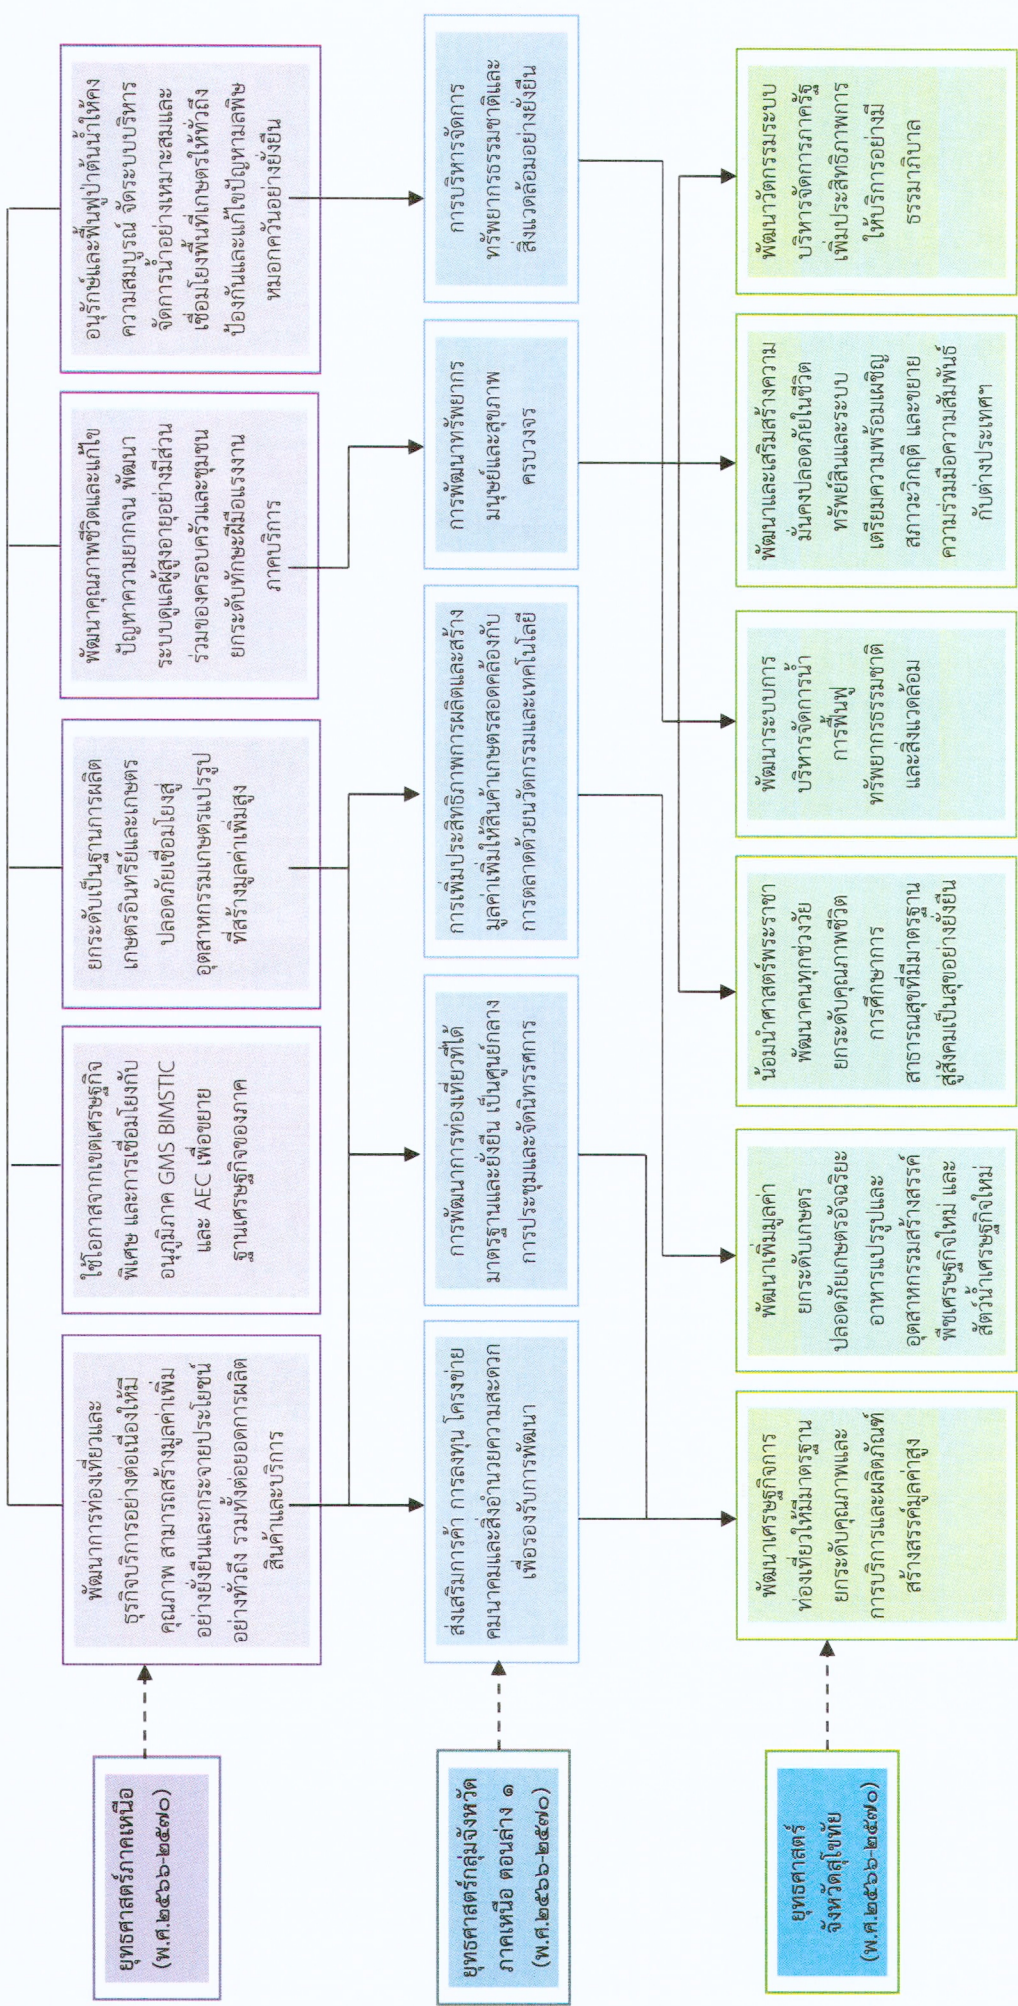 ยุทธศาสตร์ภาคเหนือ
(พ.ศ.๒๕๖๖-๒๕๗๐)
พัฒนาการท่องเที่ยวและ
ธุรกิจบริการอย่างต่อเนื่องให้มี
คุณภาพ สามารถสร้างมูลค่าเพิ่ม
อย่างยั่งยืนและกระจายประโยชน์
อย่างทั่วถึง รวมทั้งต่อยอดการผลิต
สินค้าและบริการ
ใช้โอกาสจากเขตเศรษฐกิจ
พิเศษ และการเชื่อมโยงกับ
อนุภูมิภาค GMS BIMSTIC
และ AEC เพื่อขยาย
ฐานเศรษฐกิจของภาค
ยกระดับเป็นฐานการผลิต
เกษตรอินทรีย์และเกษตร
ปลอดภัยเชื่อมโยงสู่
อุตสาหกรรมเกษตรแปรรูป
ที่สร้างมูลค่าเพิ่มสูง
พัฒนาคุณภาพชีวิตและแก้ไข
ปัญหาความยากจน พัฒนา
ระบบดูแลผู้สูงอายุอย่างมีส่วน
ร่วมของครอบครัวและชุมชน
ยกระดับทักษะฝีมือแรงงาน
ภาคบริการ
อนุรักษ์และฟื้นฟูป่าต้นน้ำให้คง
ความสมบูรณ์ จัดระบบบริหาร
จัดการน้ำอย่างเหมาะสมและ
เชื่อมโยงพื้นที่เกษตรให้ทั่วถึง
ป้องกันและแก้ไขปัญหามลพิษ
หมอกควันอย่างยั่งยืน
ยุทธศาสตร์กลุ่มจังหวัด
ภาคเหนือ ตอนล่าง ๑
(พ.ศ.๒๕๖๖-๒๕๗๐)
ส่งเสริมการค้า การลงทุน โครงข่าย
คมนาคมและสิ่งอำนวยความสะดวก
เพื่อรองรับการพัฒนา
การพัฒนาการท่องเที่ยวที่ได้
มาตรฐานและยั่งยืน เป็นศูนย์กลาง
การประชุมและจัดนิทรรศการ
การเพิ่มประสิทธิภาพการผลิตและสร้าง
มูลค่าเพิ่มให้สินค้าเกษตรสอดคล้องกับ
การตลาดด้วยนวัตกรรมและเทคโนโลยี
การพัฒนาทรัพยากร
มนุษย์และสุขภาพ
ครบวงจร
การบริหารจัดการ
ทรัพยากรธรรมชาติและ
สิ่งแวดล้อมอย่างยั่งยืน
ยุทธศาสตร์
จังหวัดสุโขทัย
(พ.ศ.๒๕๖๖-๒๕๗๐)
พัฒนาเศรษฐกิจการ
ท่องเที่ยวให้มีมาตรฐาน
ยกระดับคุณภาพและ
การบริการและผลิตภัณฑ์
สร้างสรรค์มูลค่าสูง
พัฒนาเพิ่มมูลค่า
ยกระดับเกษตร
ปลอดภัยเกษตรอัจฉริยะ
อาหารแปรรูปและ
อุตสาหกรรมสร้างสรรค์
พืชเศรษฐกิจใหม่ และ
สัตว์น้ำเศรษฐกิจใหม่
น้อมนำศาสตร์พระราชา
พัฒนาคนทุกช่วงวัย
ยกระดับคุณภาพชีวิต
การศึกษาการ
สาธารณสุขที่มีมาตรฐาน
สู่สังคมเป็นสุขอย่างยั่งยืน
พัฒนาระบบการ
บริหารจัดการน้ำ
การฟื้นฟู
ทรัพยากรธรรมชาติ
และสิ่งแวดล้อม
พัฒนาและเสริมสร้างความ
มั่นคงปลอดภัยในชีวิต
ทรัพย์สินและระบบ
เตรียมความพร้อมเผชิญ
สภาวะวิกฤติ และขยาย
ความร่วมมือความสัมพันธ์
กับต่างประเทศฯ
พัฒนาวัตกรรมระบบ
บริหารจัดการภาครัฐ
เพิ่มประสิทธิภาพการ
ให้บริการอย่างมี
ธรรมาภิบาล